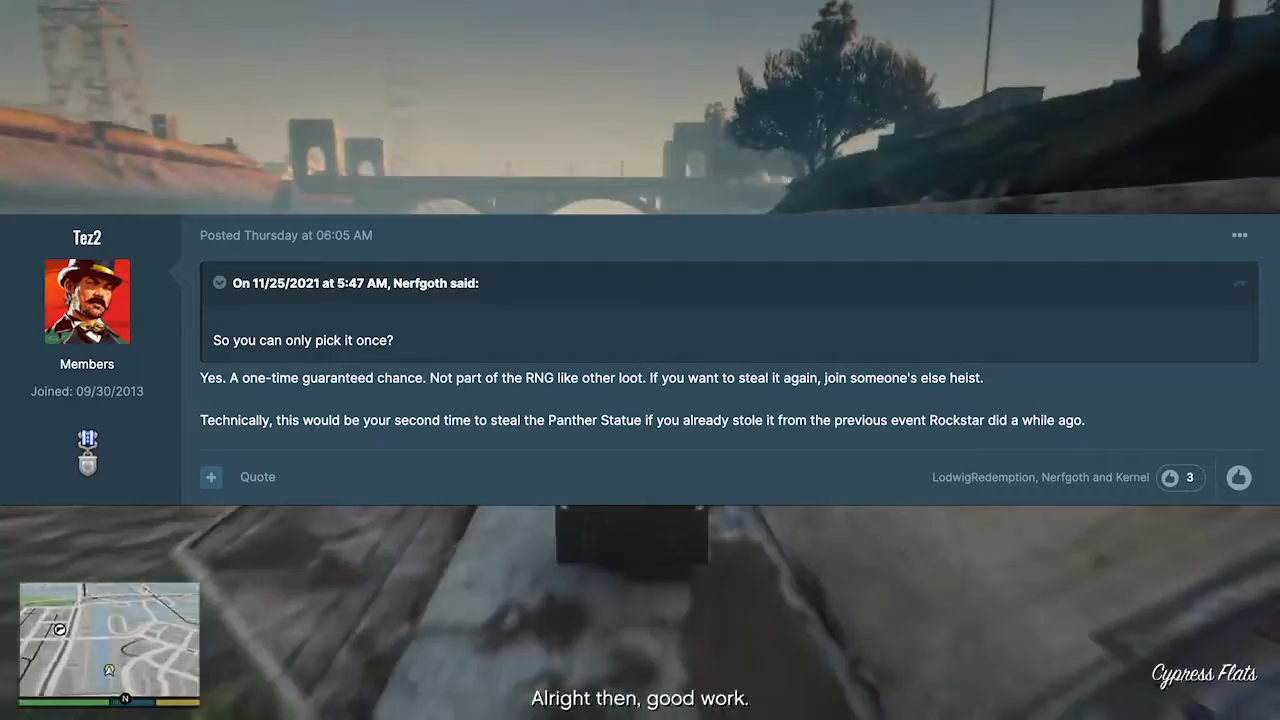 Tez2
Posted Thursday at 06:05 AM
On 11/25/2021 at 5:47 AM, Nerfgoth said:
So you can only pick it once?
Members
Joined: 09/30/2013
Yes. A one-time guaranteed chance. Not part of the RNG like other loot. If you want to steal it again, join someone's else heist.
Technically, this would be your second time to steal the Panther Statue if you already stole it from the previous event Rockstar did a while ago.
Quote
LodwigRedemption, Nerfgoth and Kernel
3
N
Cypress Flats
Alright then, good work.